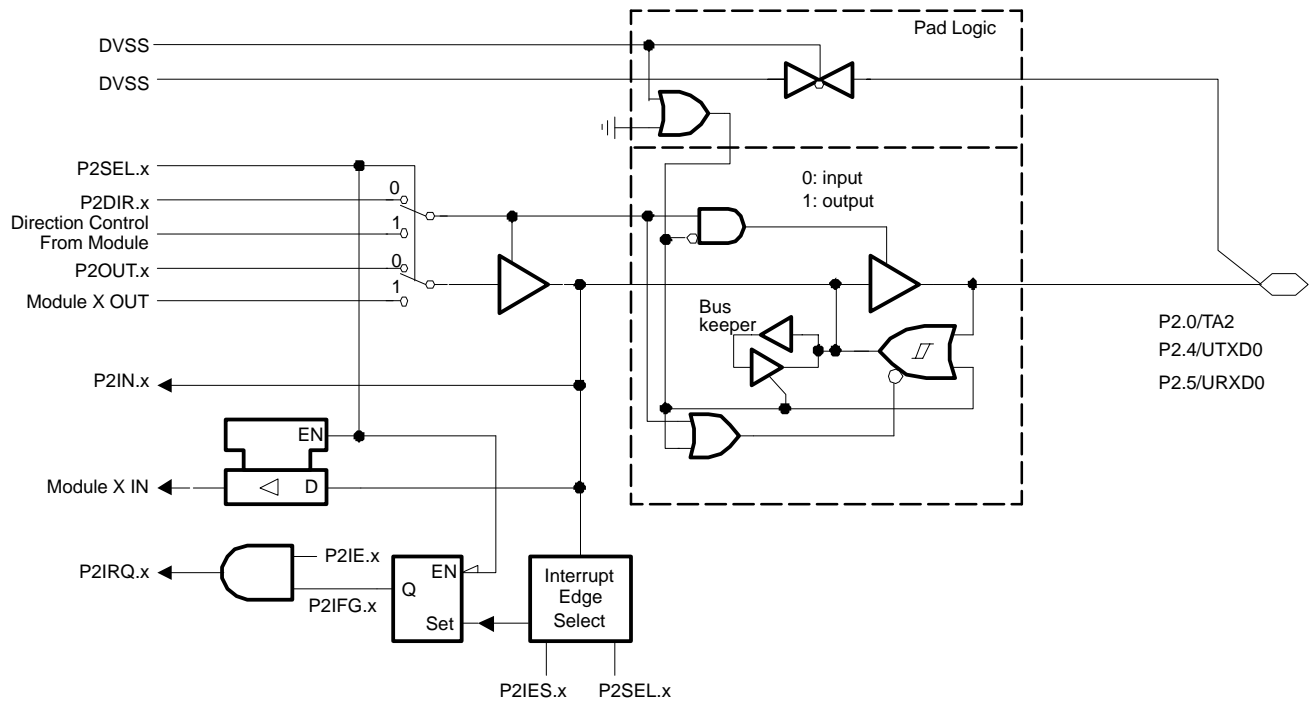 Pad Logic
DVSS
DVSS
P2SEL.x
0
P2DIR.x
Direction Control
From Module
1
0: input
1: output
0
P2OUT.x
1
Module X OUT
Bus
keeper
P2.0/TA2
P2.4/UTXD0
P2.5/URXD0
P2IN.x
EN
Module X IN
D
P2IE.x
P2IRQ.x
EN
Q
P2IFG.x
Set
Interrupt
Edge
Select
P2IES.x
P2SEL.x